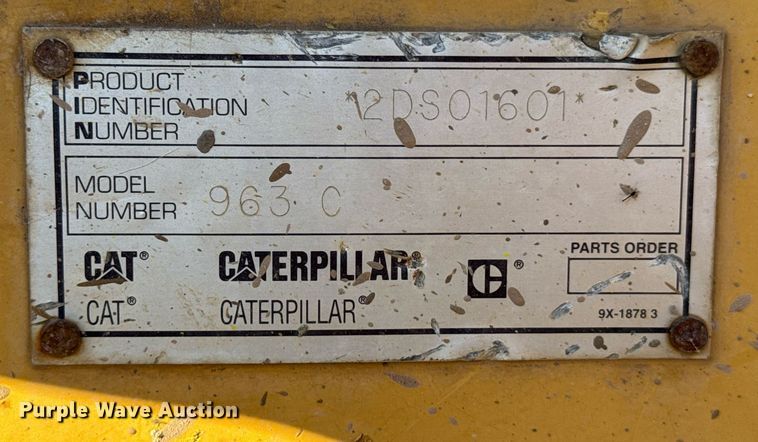 PRODUCT
IDENTIFICATION
NUMBER
*2DS01601*
MODEL
NUMBER
963 C
CAT® CATERPILLAR® C ®
CAT® CATERPILLAR®
PARTS ORDER
9X-1878 3
Purple Wave Auction